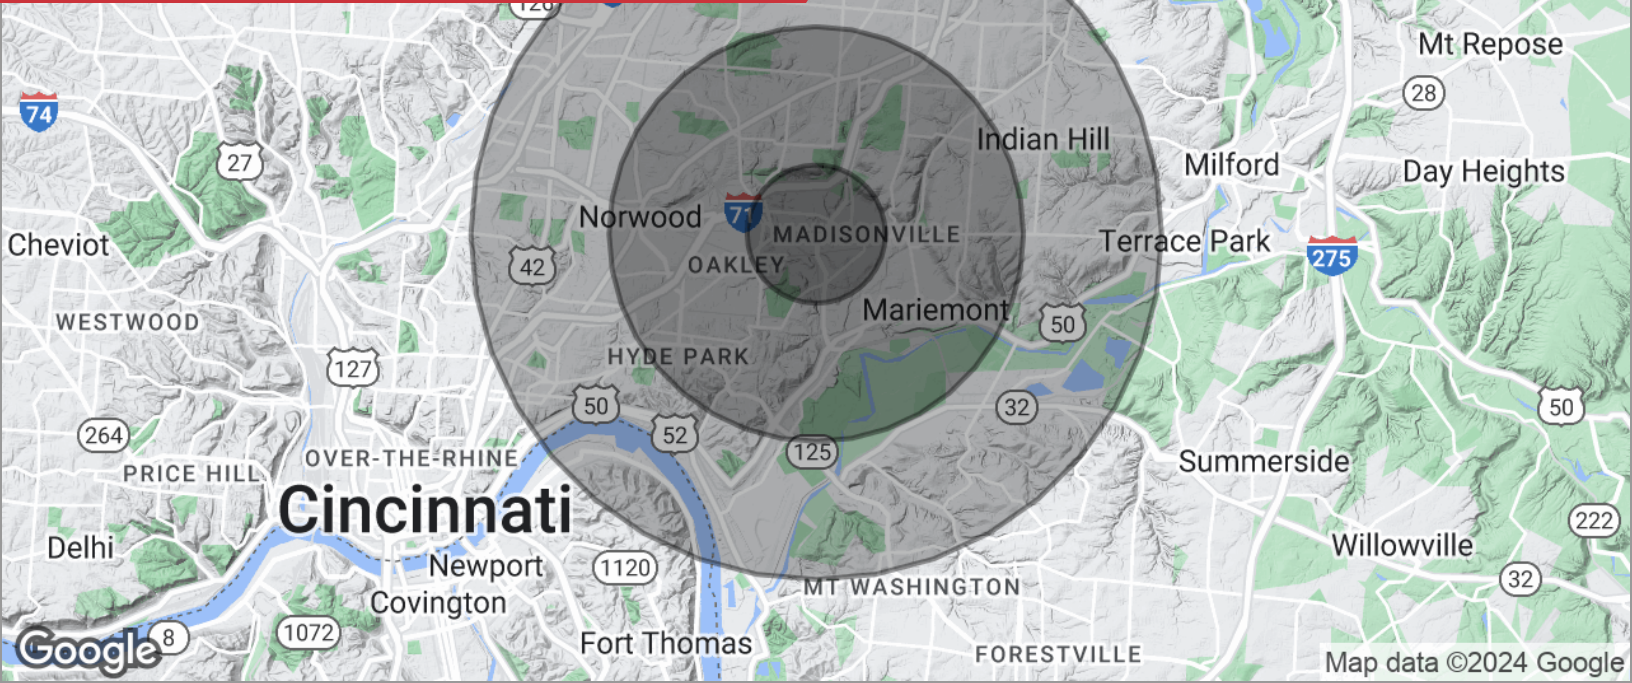 126
Mt Repose
28
74
27
Indian Hill
Milford
Day Heights
Norwood
71
MADISONVILLE
Cheviot
Terrace Park
275
42
OAKLEY
Mariemont
WESTWOOD
50
HYDE PARK
127
50
32
50
264
52
125
OVER-THE-RHINE
PRICE HILL
Summerside
Cincinnati
222
Delhi
Willowville
Newport
1120
32
MT WASHINGTON
Covington
8
1072
Fort Thomas
FORESTVILLE
Google
Map data ©2024 Google